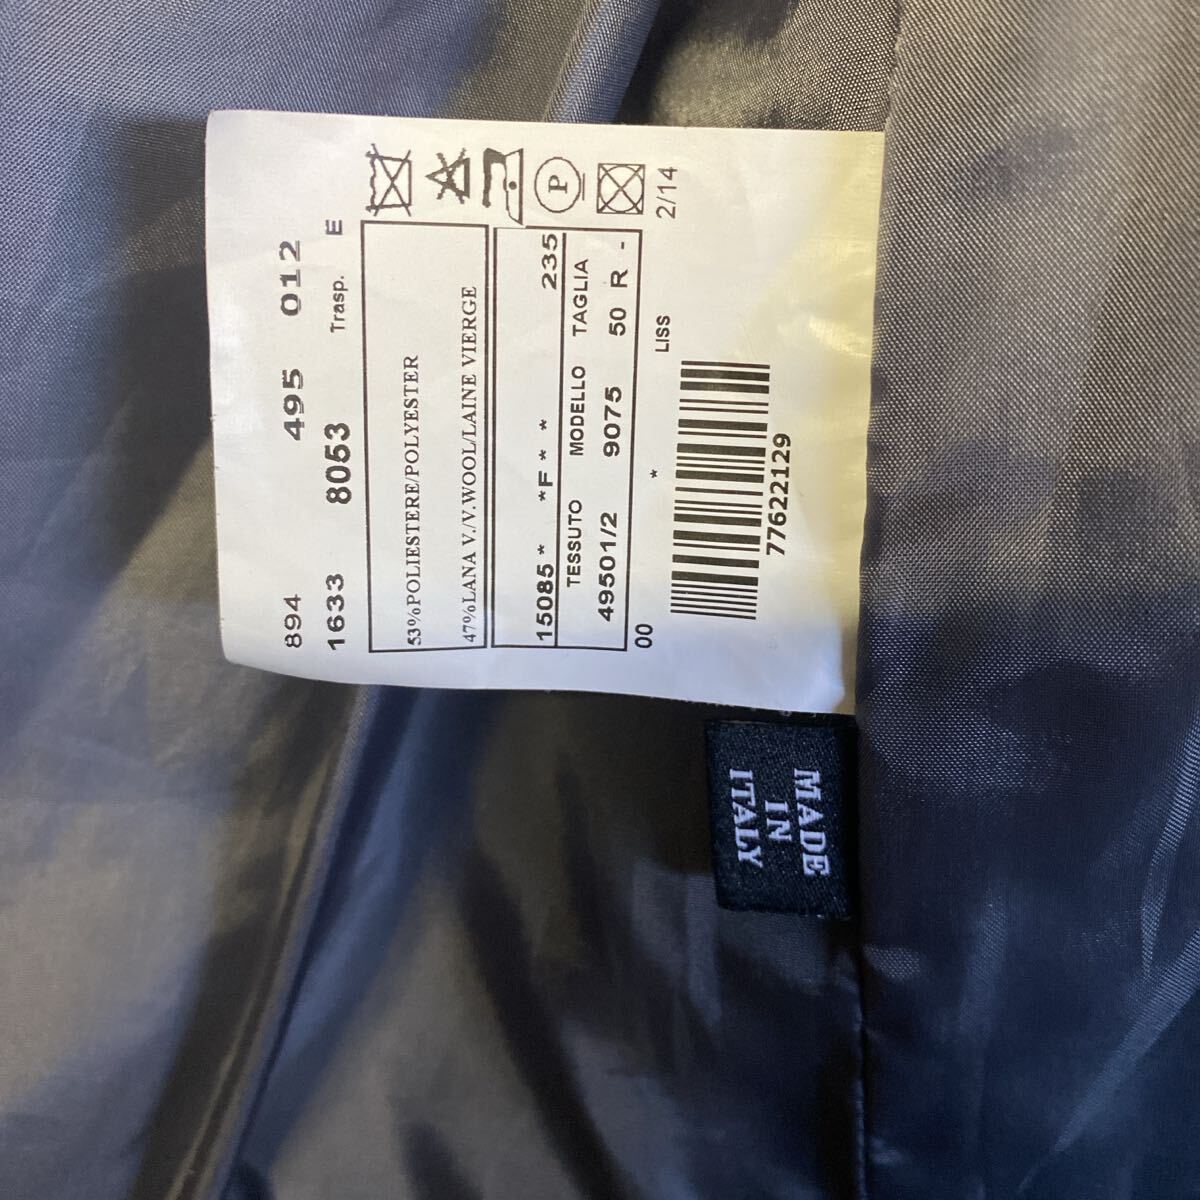 894 495 012
1633 8053 Trasp. E
53%POLIESTERE/POLYESTER
47%LANA V./V.WOOL/LAINE VIERGE
15085* *F* * 235
TESSUTO MODELLO TAGLIA
49501/2 9075 50 R -
00 * LISS 2/14
77622129
P
MADE
IN
ITALY